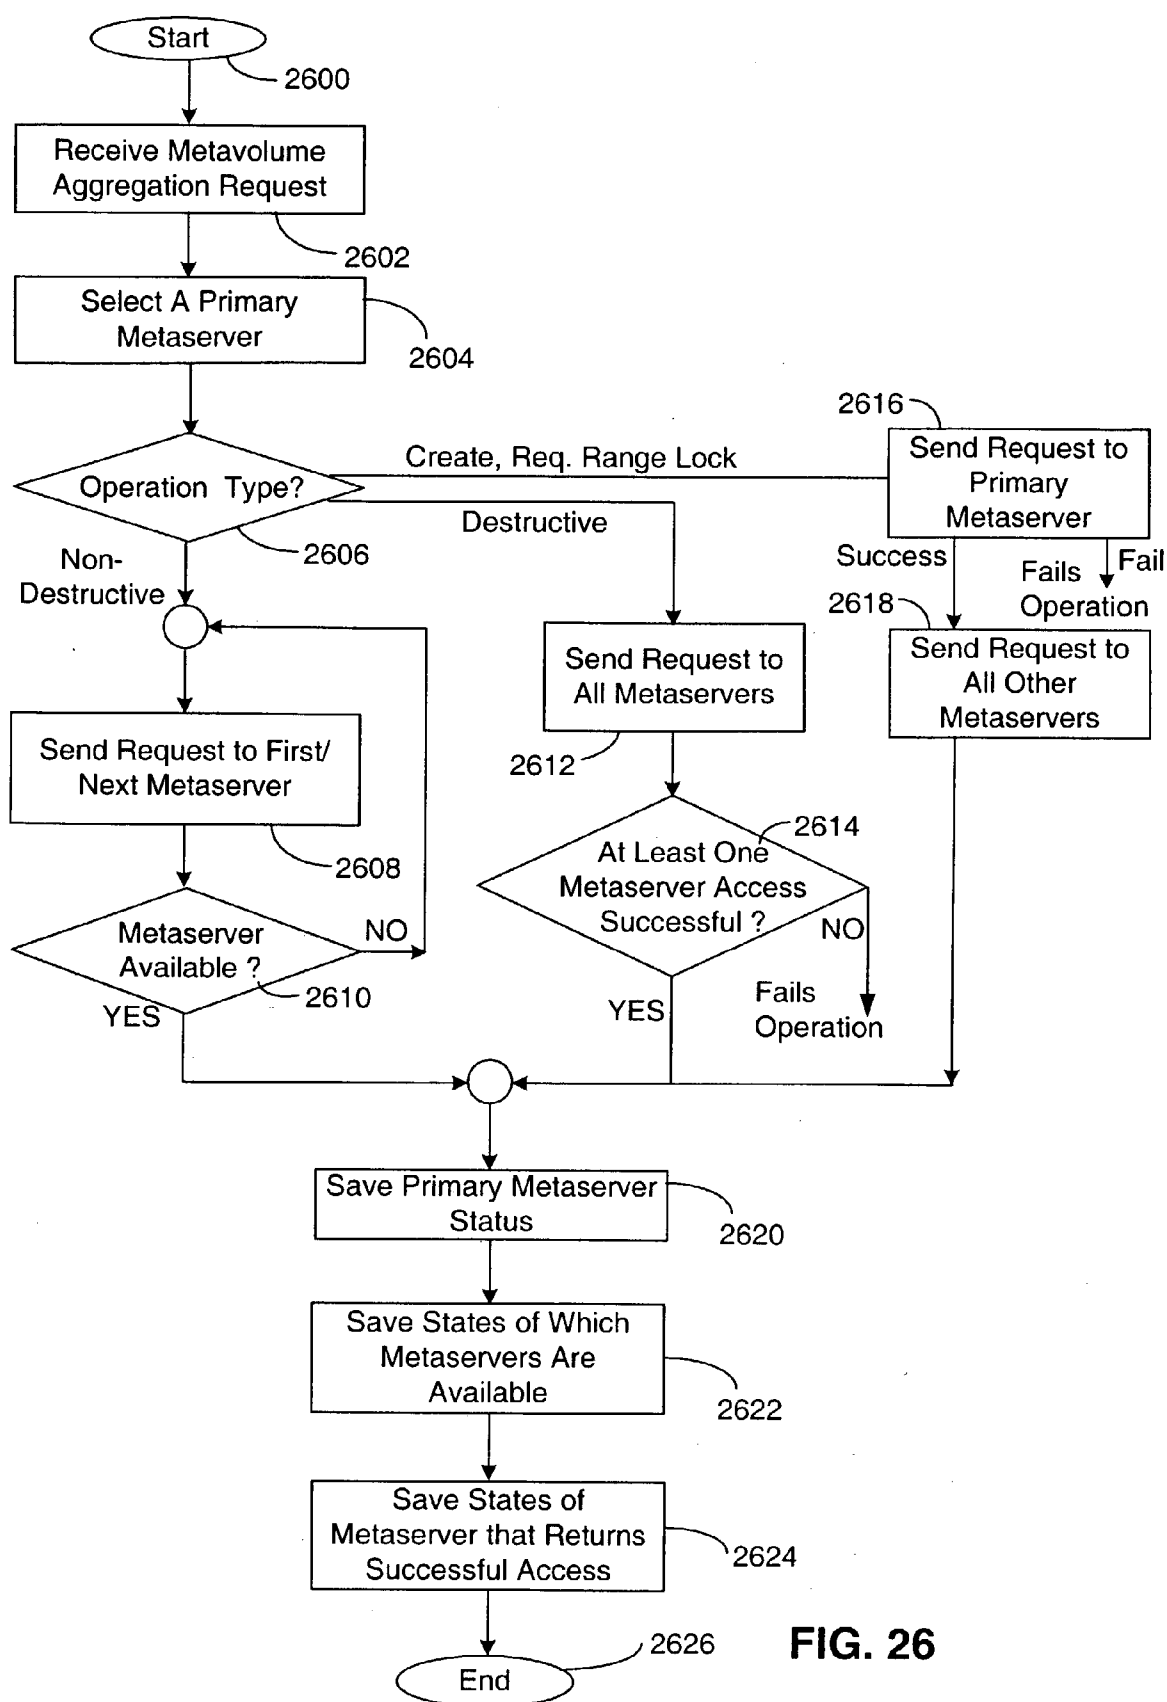 Start
2600
Receive Metavolume
Aggregation Request
2602
Select A Primary
Metaserver
2604
Operation Type?
2606
Create, Req. Range Lock
Destructive
Non-
Destructive
2616
Send Request to
Primary
Metaserver
Success
Fail
Fails
Operation
2618
Send Request to
All Other
Metaservers
Send Request to
All Metaservers
2612
Send Request to First/
Next Metaserver
2608
2614
At Least One
Metaserver Access
Successful ?
NO
Fails
Operation
YES
Metaserver
Available ?
NO
2610
YES
Save Primary Metaserver
Status
2620
Save States of Which
Metaservers Are
Available
2622
Save States of
Metaserver that Returns
Successful Access
2624
End
2626
FIG. 26